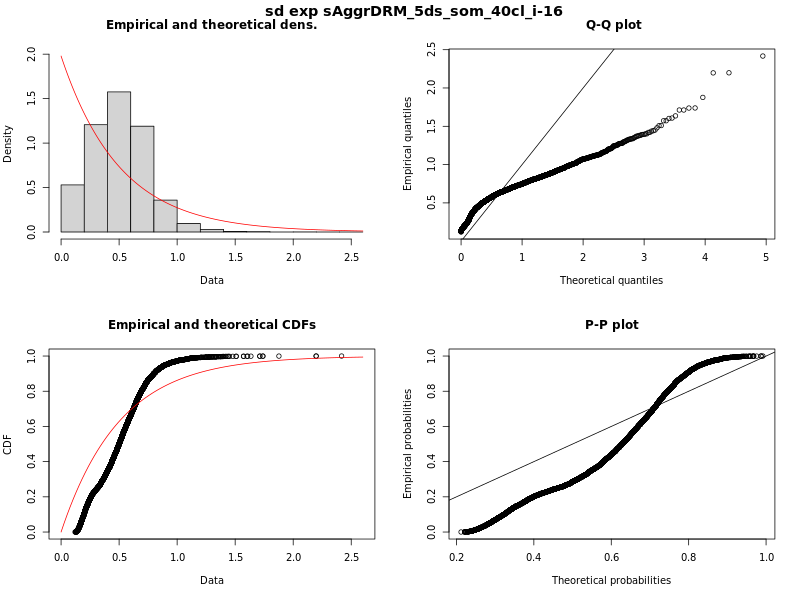 sd exp sAggrDRM_5ds_som_40cl_i-16
Empirical and theoretical dens.
Density
0.0 0.5 1.0 1.5 2.0
0.0 0.5 1.0 1.5 2.0 2.5
Data
Q-Q plot
Empirical quantiles
0.5 1.0 1.5 2.0 2.5
0 1 2 3 4 5
Theoretical quantiles
Empirical and theoretical CDFs
CDF
0.0 0.2 0.4 0.6 0.8 1.0
0.0 0.5 1.0 1.5 2.0 2.5
Data
P-P plot
Empirical probabilities
0.0 0.2 0.4 0.6 0.8 1.0
0.2 0.4 0.6 0.8 1.0
Theoretical probabilities